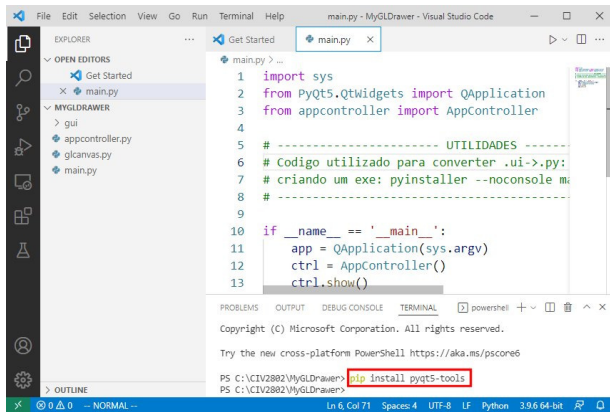 File Edit Selection View Go Run Terminal Help main.py - MyGLDrawer - Visual Studio Code
EXPLORER
OPEN EDITORS
Get Started
main.py
MYGLDRAWER
gui
appcontroller.py
glcanvas.py
main.py
OUTLINE
Get Started main.py
main.py > ...
1 import sys
2 from PyQt5.QtWidgets import QApplication
3 from appcontroller import AppController
4
5 # ----------------------- UTILIDADES -----
6 # Codigo utilizado para converter .ui->.py:
7 # criando um exe: pyinstaller --noconsole ma
8 # ------------------------------------------
9
10 if __name__ == '__main__':
11 app = QApplication(sys.argv)
12 ctrl = AppController()
13 ctrl.show()
PROBLEMS OUTPUT DEBUG CONSOLE TERMINAL powershell
Copyright (C) Microsoft Corporation. All rights reserved.
Try the new cross-platform PowerShell https://aka.ms/pscore6
PS C:\CIV2802\MyGLDrawer> pip install pyqt5-tools
PS C:\CIV2802\MyGLDrawer>
0 0 -- NORMAL -- Ln 6, Col 71 Spaces: 4 UTF-8 LF Python 3.9.6 64-bit